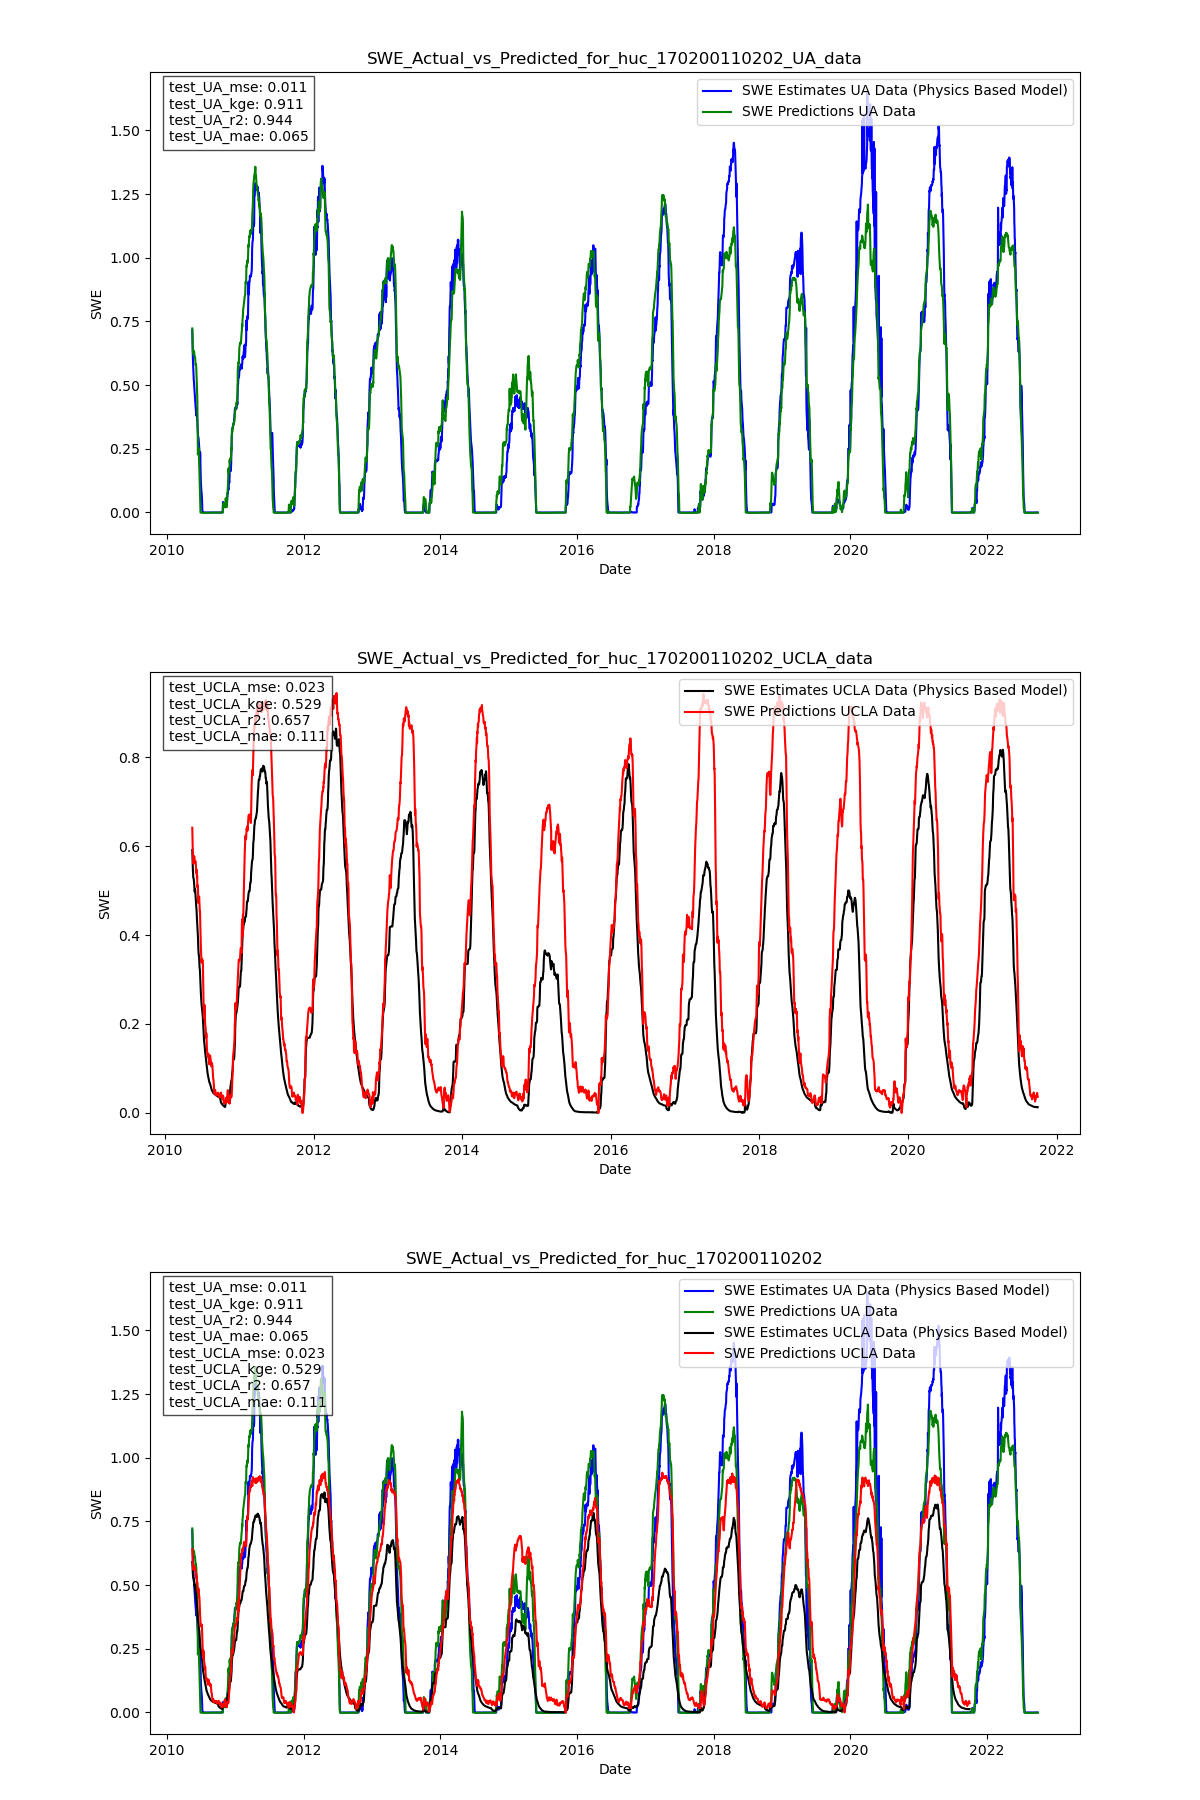 SWE_Actual_vs_Predicted_for_huc_170200110202_UA_data
test_UA_mse: 0.011
test_UA_kge: 0.911
test_UA_r2: 0.944
test_UA_mae: 0.065
SWE Estimates UA Data (Physics Based Model)
SWE Predictions UA Data
1.50
1.25
1.00
0.75
0.50
0.25
0.00
SWE
2010 2012 2014 2016 2018 2020 2022
Date
SWE_Actual_vs_Predicted_for_huc_170200110202_UCLA_data
test_UCLA_mse: 0.023
test_UCLA_kge: 0.529
test_UCLA_r2: 0.657
test_UCLA_mae: 0.111
SWE Estimates UCLA Data (Physics Based Model)
SWE Predictions UCLA Data
0.8
0.6
0.4
0.2
0.0
SWE
2010 2012 2014 2016 2018 2020 2022
Date
SWE_Actual_vs_Predicted_for_huc_170200110202
test_UA_mse: 0.011
test_UA_kge: 0.911
test_UA_r2: 0.944
test_UA_mae: 0.065
test_UCLA_mse: 0.023
test_UCLA_kge: 0.529
test_UCLA_r2: 0.657
test_UCLA_mae: 0.111
SWE Estimates UA Data (Physics Based Model)
SWE Predictions UA Data
SWE Estimates UCLA Data (Physics Based Model)
SWE Predictions UCLA Data
1.50
1.25
1.00
0.75
0.50
0.25
0.00
SWE
2010 2012 2014 2016 2018 2020 2022
Date